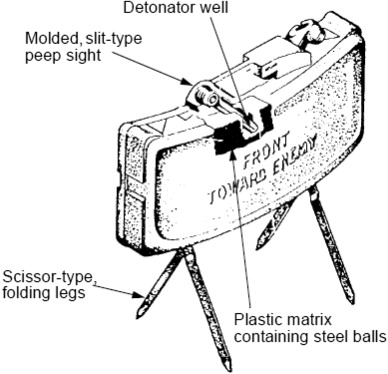 Detonator well
Molded, slit-type
peep sight
FRONT
TOWARD ENEMY
Scissor-type,
folding legs
Plastic matrix
containing steel balls